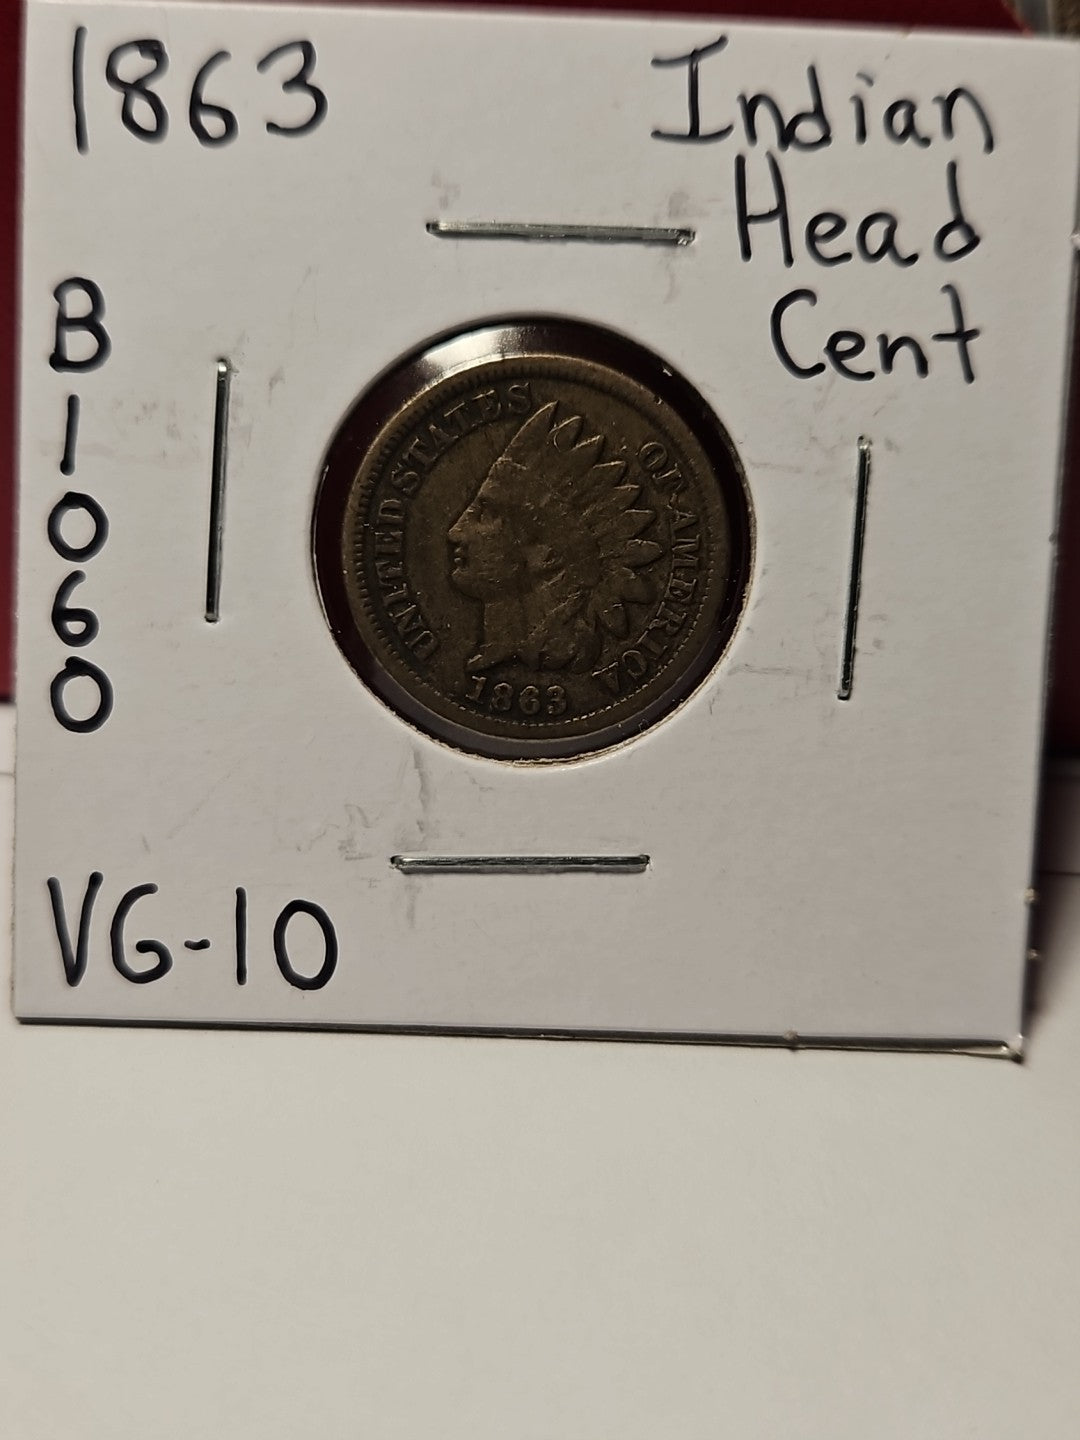 1863
Indian
Head
Cent
B
1
0
6
0
UNITED STATES OF AMERICA
1863
VG-10